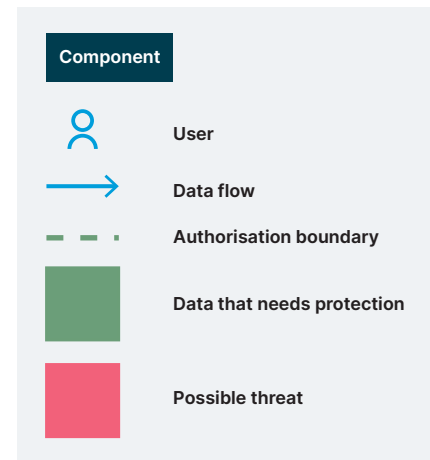 Component
User
Data flow
Authorisation boundary
Data that needs protection
Possible threat